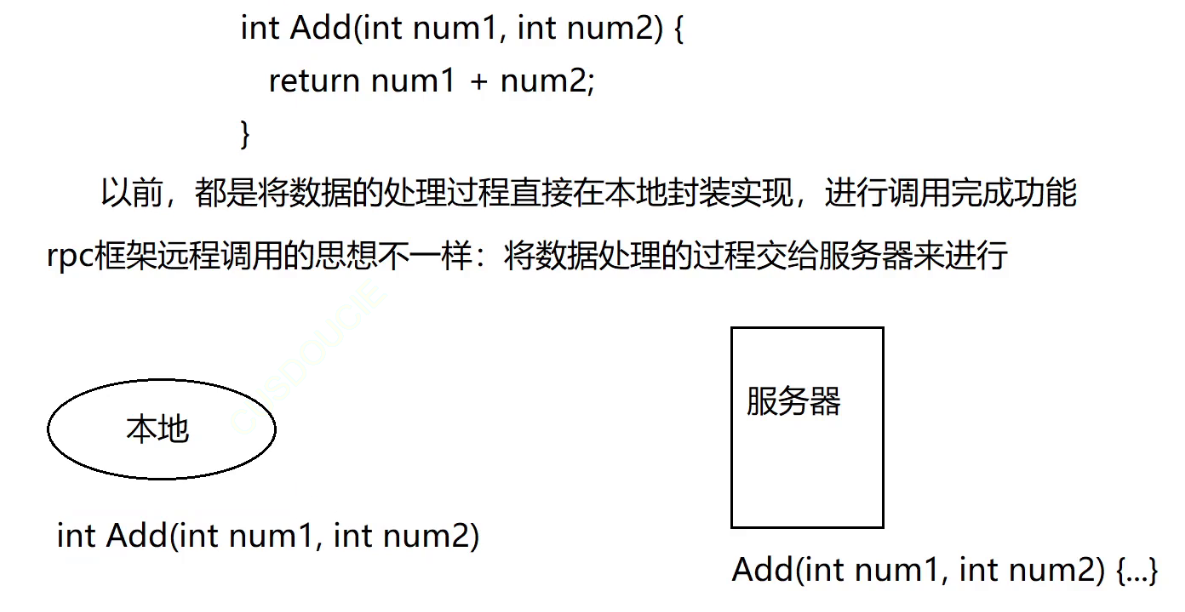 int Add(int num1, int num2) {
return num1 + num2;
}
以前，都是将数据的处理过程直接在本地封装实现，进行调用完成功能
rpc框架远程调用的思想不一样：将数据处理的过程交给服务器来进行
本地
服务器
int Add(int num1, int num2)
Add(int num1, int num2) {...}